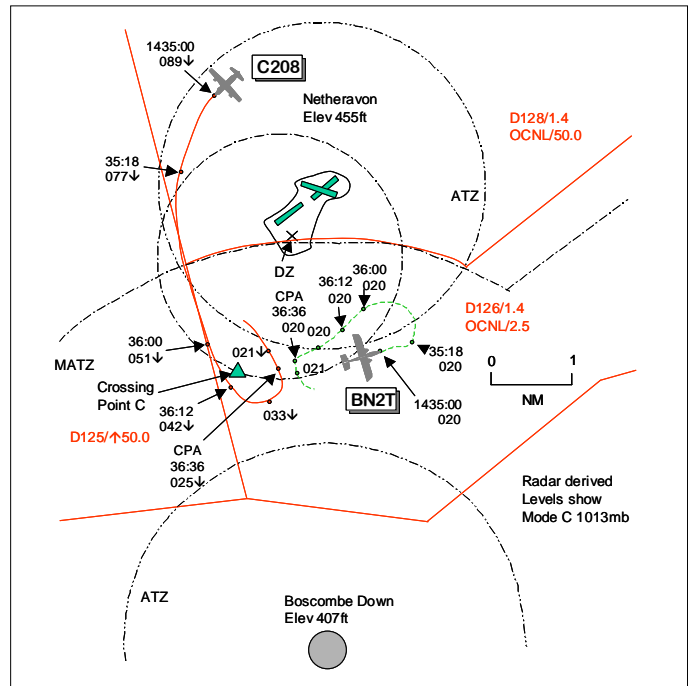 1435:00
089↓
C208
Netheravon
Elev 455ft
D128/1.4
OCNL/50.0
35:18
077↓
ATZ
DZ
CPA
36:36
020
36:12
020
36:00
020
020
D126/1.4
OCNL/2.5
36:00
051↓
MATZ
021↓
021
35:18
020
0
1
NM
Crossing
Point C
BN2T
36:12
042↓
033↓
1435:00
020
D125/↑50.0
CPA
36:36
025↓
Radar derived
Levels show
Mode C 1013mb
ATZ
Boscombe Down
Elev 407ft